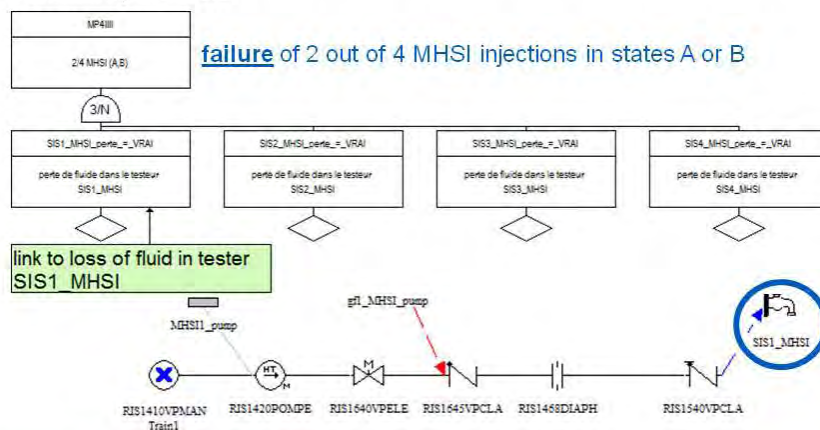 MP4IIII
2/4 MHSI (A,B)
failure of 2 out of 4 MHSI injections in states A or B
3/N
SIS1_MHSI_perte_=_VRAI
SIS2_MHSI_perte_=_VRAI
SIS3_MHSI_perte_=_VRAI
SIS4_MHSI_perte_=_VRAI
perte de fluide dans le testeur
SIS1_MHSI
perte de fluide dans le testeur
SIS2_MHSI
perte de fluide dans le testeur
SIS3_MHSI
perte de fluide dans le testeur
SIS4_MHSI
link to loss of fluid in tester
SIS1_MHSI
MHSI1_pump
gfl_MHSI_pump
SIS1_MHSI
HT
M
M
RIS1410VPMAN
Train1
RIS1420POMPE
RIS1640VPELE
RIS1645VPCLA
RIS1468DIAPH
RIS1540VPCLA